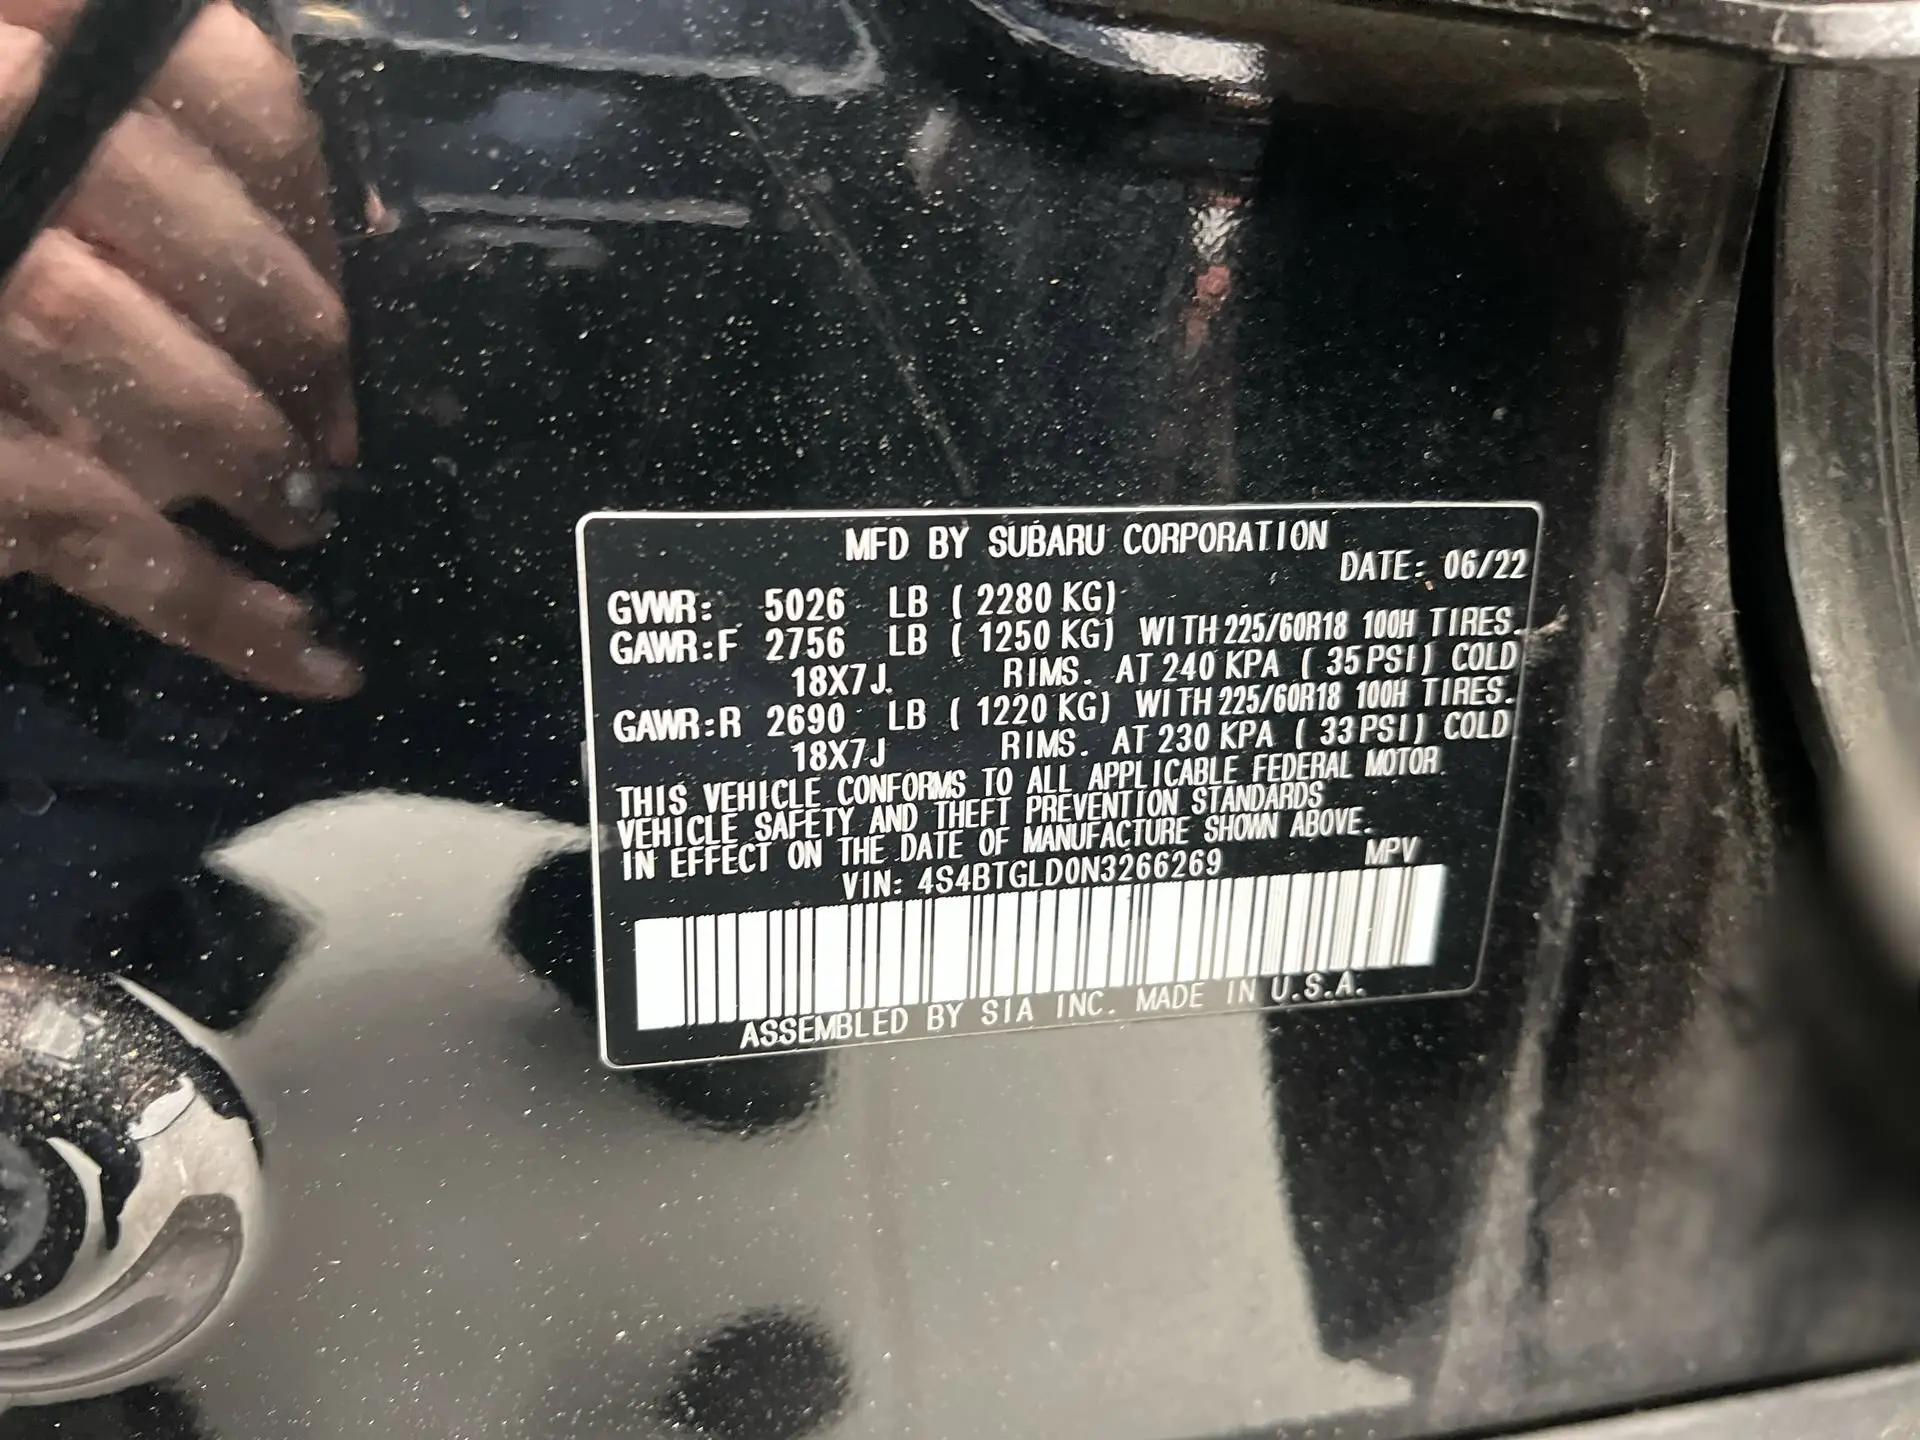 MFD BY SUBARU CORPORATION
DATE: 06/22
GVWR: 5026 LB ( 2280 KG)
GAWR:F 2756 LB ( 1250 KG) WITH 225/60R18 100H TIRES.
18X7J RIMS. AT 240 KPA ( 35 PSI) COLD
GAWR:R 2690 LB ( 1220 KG) WITH 225/60R18 100H TIRES.
18X7J RIMS. AT 230 KPA ( 33 PSI) COLD
THIS VEHICLE CONFORMS TO ALL APPLICABLE FEDERAL MOTOR
VEHICLE SAFETY AND THEFT PREVENTION STANDARDS
IN EFFECT ON THE DATE OF MANUFACTURE SHOWN ABOVE.
VIN: 4S4BTGLD0N3266269 MPV
ASSEMBLED BY SIA INC. MADE IN U.S.A.